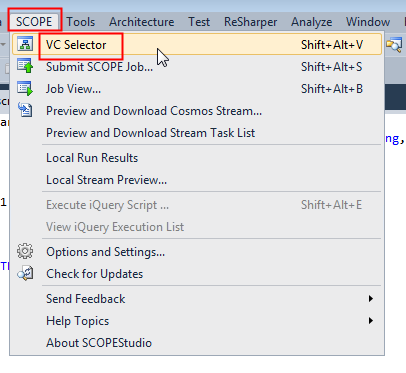 SCOPE Tools Architecture Test ReSharper Analyze Window
VC Selector Shift+Alt+V
Submit SCOPE Job... Shift+Alt+S
Job View... Shift+Alt+B
Preview and Download Cosmos Stream...
Preview and Download Stream Task List
ng,
Local Run Results
Local Stream Preview...
1
Execute iQuery Script ... Shift+Alt+E
View iQuery Execution List
Options and Settings...
Check for Updates
Send Feedback
Help Topics
About SCOPEStudio